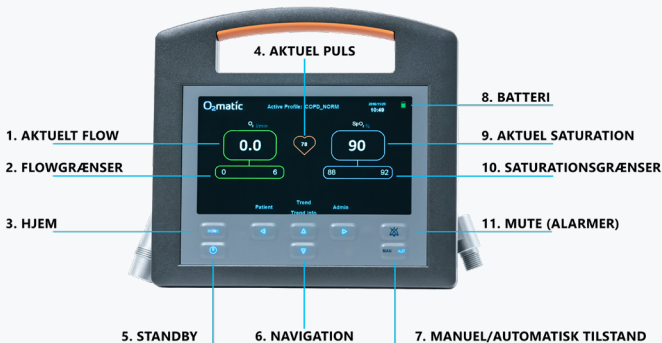 4. AKTUEL PULS
8. BATTERI
1. AKTUELT FLOW
9. AKTUEL SATURATION
2. FLOWGRÆNSER
10. SATURATIONSGRÆNSER
3. HJEM
11. MUTE (ALARMER)
5. STANDBY
6. NAVIGATION
7. MANUEL/AUTOMATISK TILSTAND
O₂matic
Active Profile: COPD_NORM
10:49
O₂
SpO₂ %
0.0
78
90
0 6
88 92
Patient
Trend
Trend info
Admin
MAN